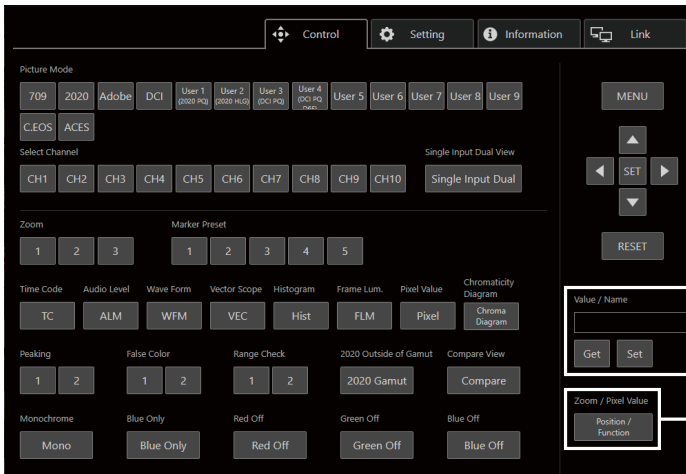 Control Setting Information Link
Picture Mode
709 2020 Adobe DCI User 1 (2020 PQ) User 2 (2020 HLG) User 3 (DCI PQ) User 4 (DCI PQ User 5 User 6 User 7 User 8 User 9
C.EOS ACES
Select Channel Single Input Dual View
CH1 CH2 CH3 CH4 CH5 CH6 CH7 CH8 CH9 CH10 Single Input Dual
MENU
SET
RESET
Zoom Marker Preset
1 2 3 1 2 3 4 5
Time Code Audio Level Wave Form Vector Scope Histogram Frame Lum. Pixel Value Chromaticity Diagram
TC ALM WFM VEC Hist FLM Pixel Chroma Diagram
Peaking False Color Range Check 2020 Outside of Gamut Compare View
1 2 1 2 1 2 2020 Gamut Compare
Monochrome Blue Only Red Off Green Off Blue Off
Mono Blue Only Red Off Green Off Blue Off
Value / Name
Get Set
Zoom / Pixel Value
Position /
Function